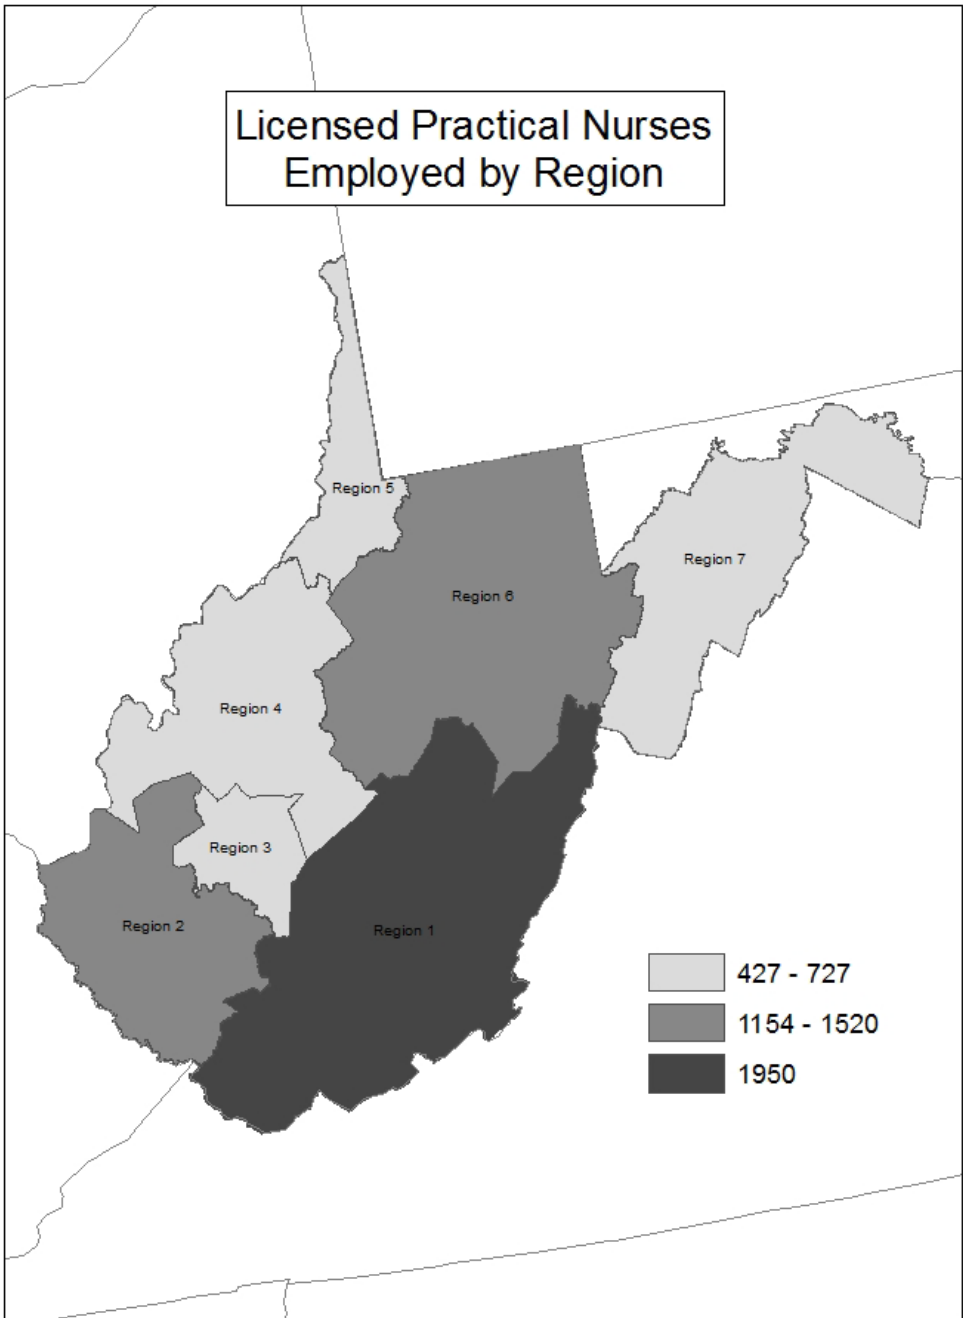 Licensed Practical Nurses
Employed by Region
Region 5
Region 7
Region 6
Region 4
Region 3
Region 2
Region 1
427 - 727
1154 - 1520
1950